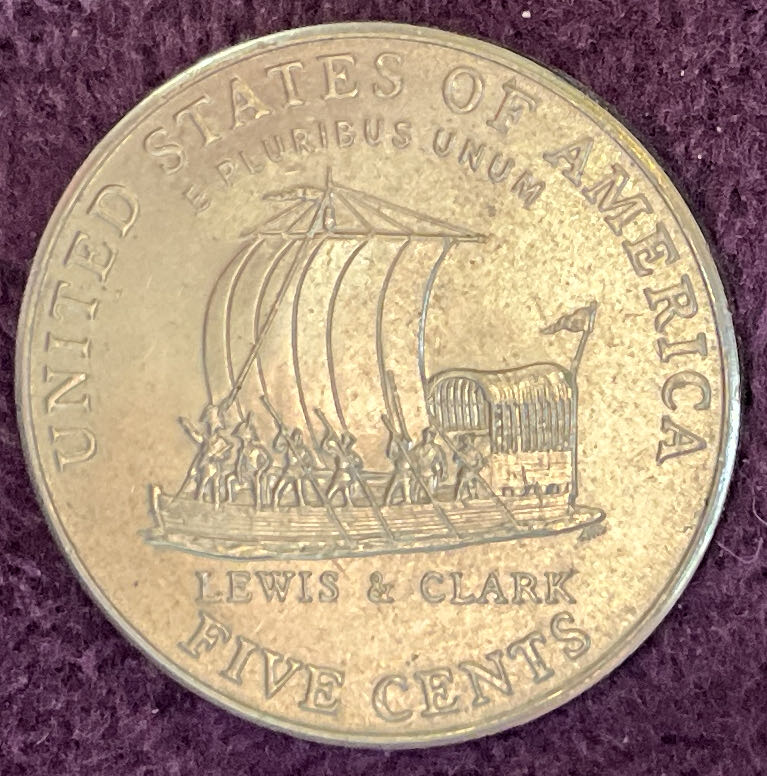 UNITED STATES OF AMERICA
E PLURIBUS UNUM
LEWIS & CLARK
FIVE CENTS